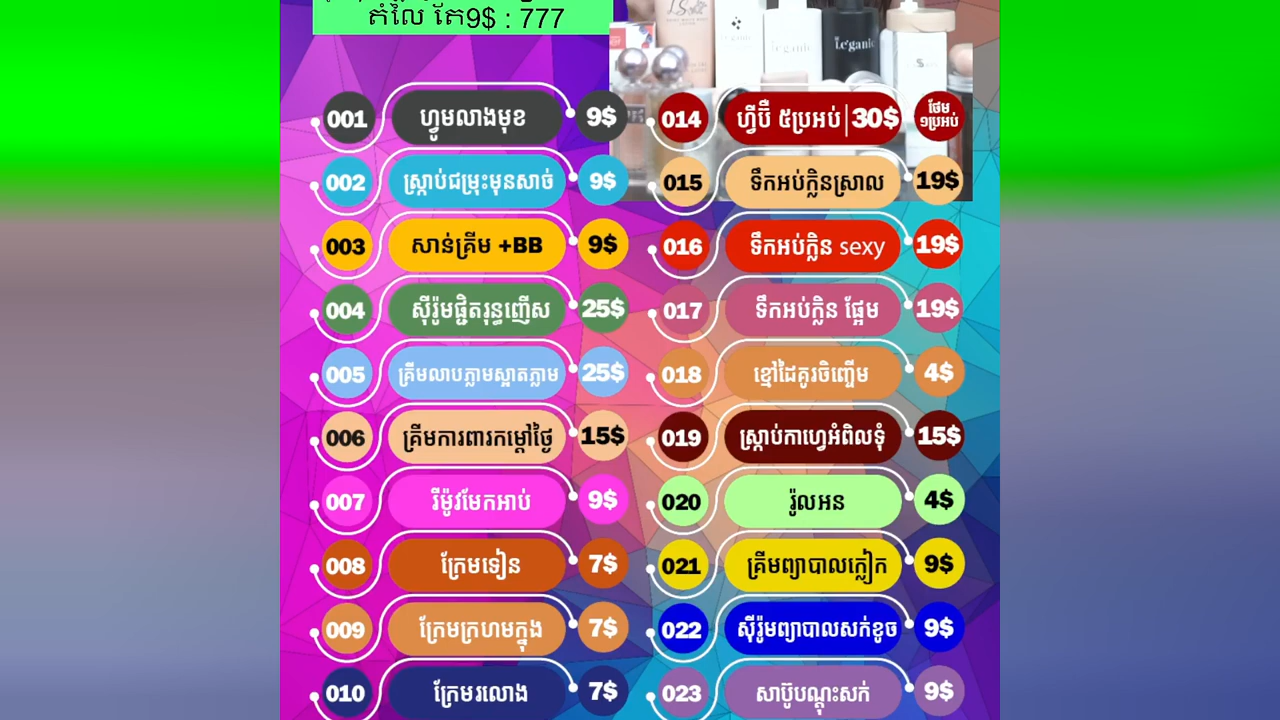 តំលៃ តែ9$ : 777
Le'ganic
001 ហ្វូមលាងមុខ 9$
002 ស្ក្រាប់ជម្រុះមុនសាច់ 9$
003 សាន់គ្រីម +BB 9$
004 ស៊ីរ៉ូមផ្ជិតរុន្ធញើស 25$
005 គ្រីមលាបភ្លាមស្អាតភ្លាម 25$
006 គ្រីមការពារកម្តៅថ្ងៃ 15$
007 រីម៉ូវមែកអាប់ 9$
008 ក្រែមទៀន 7$
009 ក្រែមក្រហមក្នុង 7$
010 ក្រែមរលោង 7$
014 ហ្វីប៊ឺ ៥ប្រអប់ 30$ ថែម ១ប្រអប់
015 ទឹកអប់ក្លិនស្រាល 19$
016 ទឹកអប់ក្លិន sexy 19$
017 ទឹកអប់ក្លិន ផ្អែម 19$
018 ខ្មៅដៃគូរចិញ្ចើម 4$
019 ស្ក្រាប់កាហ្វេអំពិលទុំ 15$
020 រ៉ូលអន 4$
021 គ្រីមព្យាបាលក្លៀក 9$
022 ស៊ីរ៉ូមព្យាបាលសក់ខូច 9$
023 សាប៊ូបណ្តុះសក់ 9$